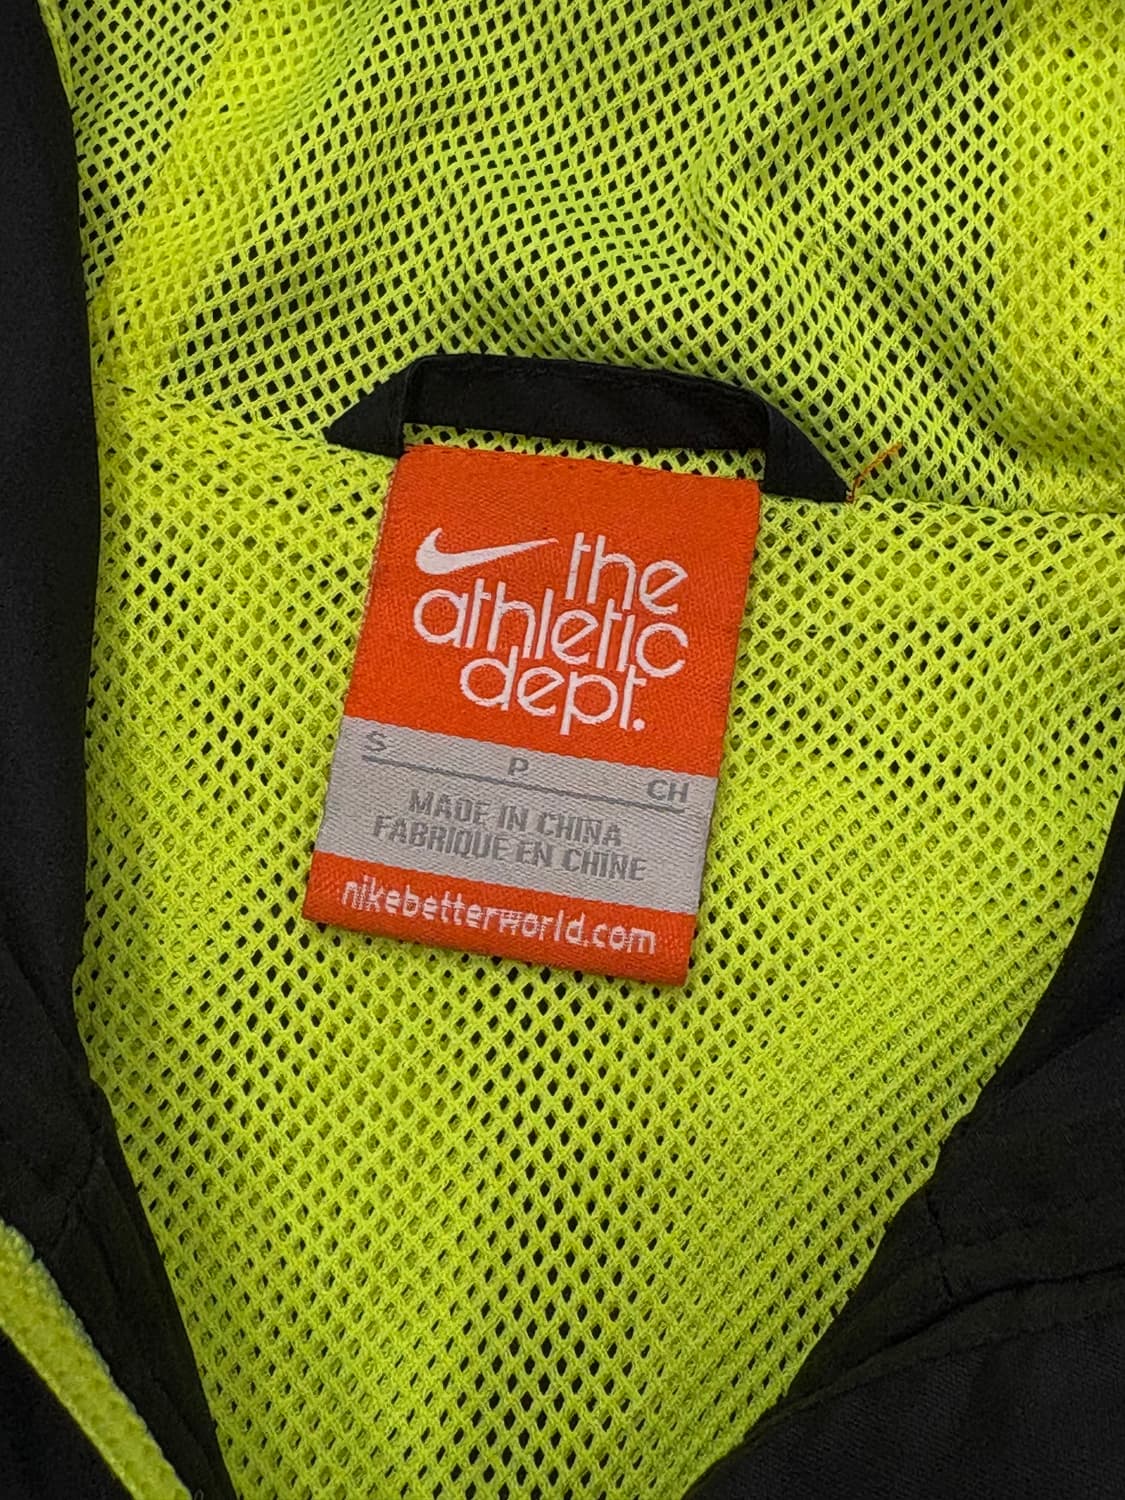 the
athletic
dept.
S P CH
MADE IN CHINA
FABRIQUE EN CHINE
nikebetterworld.com